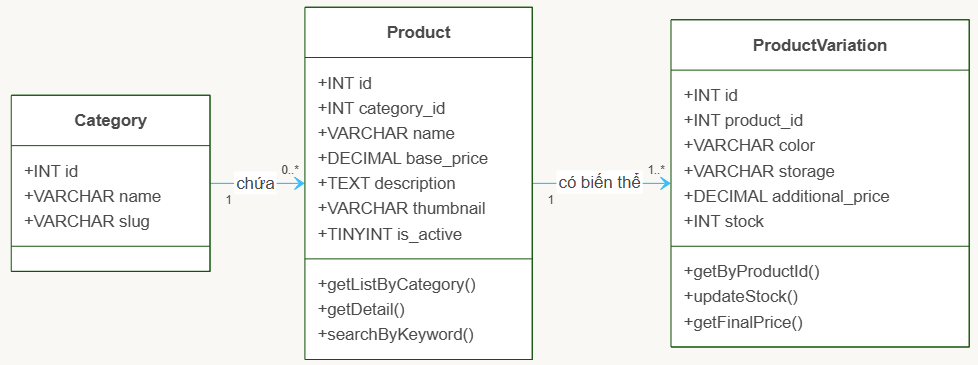 Category
+INT id
+VARCHAR name
+VARCHAR slug
chứa
1
0..*
Product
+INT id
+INT category_id
+VARCHAR name
+DECIMAL base_price
+TEXT description
+VARCHAR thumbnail
+TINYINT is_active
+getListByCategory()
+getDetail()
+searchByKeyword()
có biến thể
1
1..*
ProductVariation
+INT id
+INT product_id
+VARCHAR color
+VARCHAR storage
+DECIMAL additional_price
+INT stock
+getByProductId()
+updateStock()
+getFinalPrice()